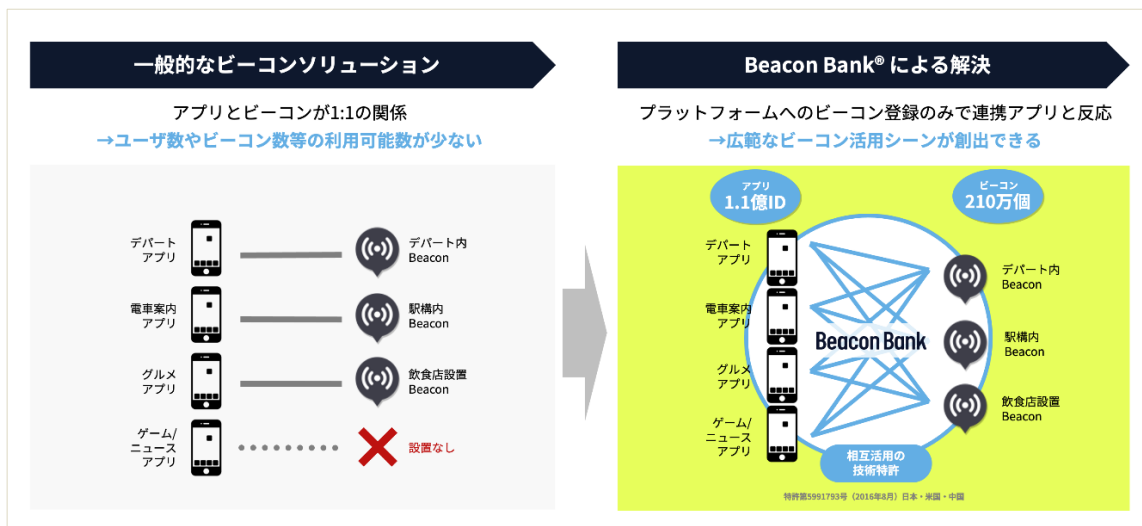 一般的なビーコンソリューション
アプリとビーコンが1:1の関係
→ユーザ数やビーコン数等の利用可能数が少ない
デパート
アプリ
デパート内
Beacon
電車案内
アプリ
駅構内
Beacon
グルメ
アプリ
飲食店設置
Beacon
ゲーム/
ニュース
アプリ
設置なし
Beacon Bank® による解決
プラットフォームへのビーコン登録のみで連携アプリと反応
→広範なビーコン活用シーンが創出できる
アプリ
1.1億ID
ビーコン
210万個
デパート
アプリ
電車案内
アプリ
グルメ
アプリ
ゲーム/
ニュース
アプリ
Beacon Bank
デパート内
Beacon
駅構内
Beacon
飲食店設置
Beacon
相互活用の
技術特許
特許第5991793号（2016年8月）日本・米国・中国